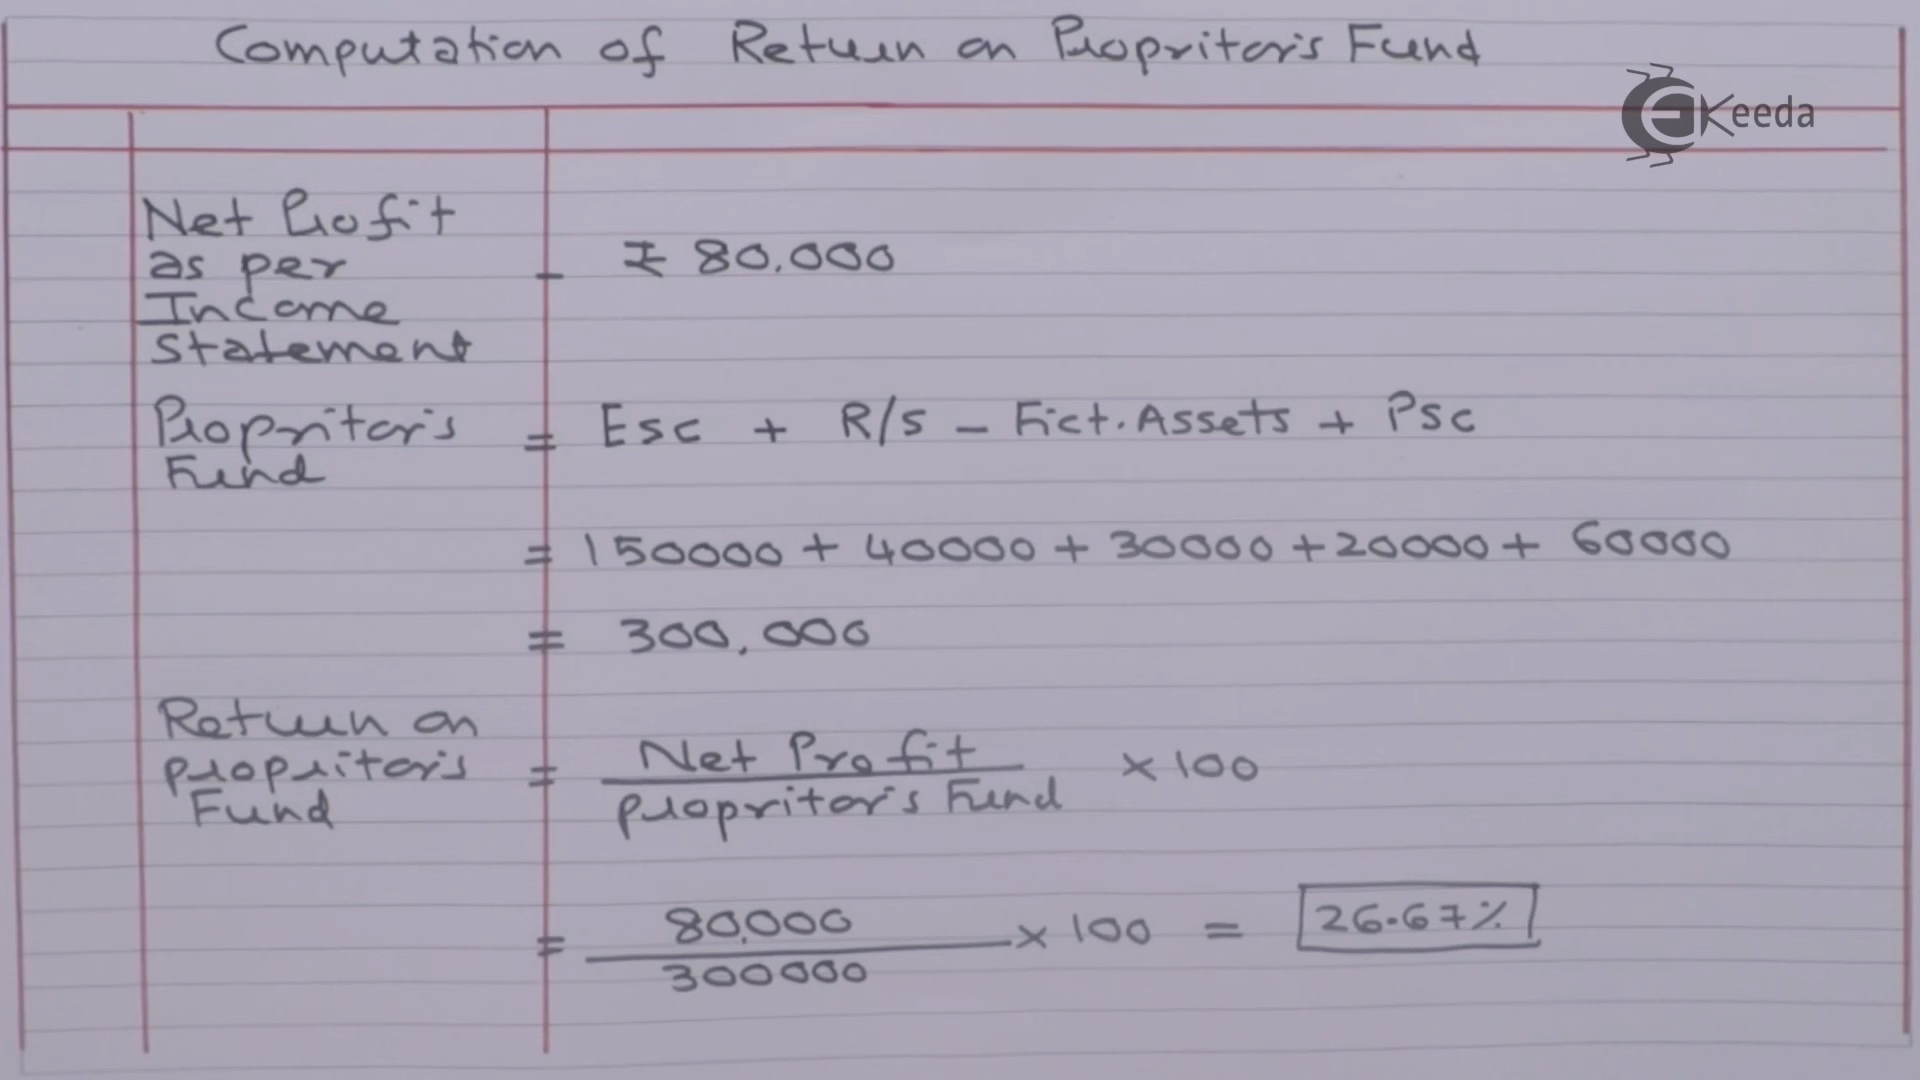 Computation of Return on Propritor's Fund
EKeeda
Net Profit
as per
Income
Statement
- ₹ 80,000
Propritor's
Fund
= ESC + R/S - Fict. Assets + PSC
= 150000 + 40000 + 30000 + 20000 + 60000
= 300,000
Return on
propritor's
Fund
= Net Profit
propritor's Fund
× 100
= 80,000
300000
× 100 = 26.67%